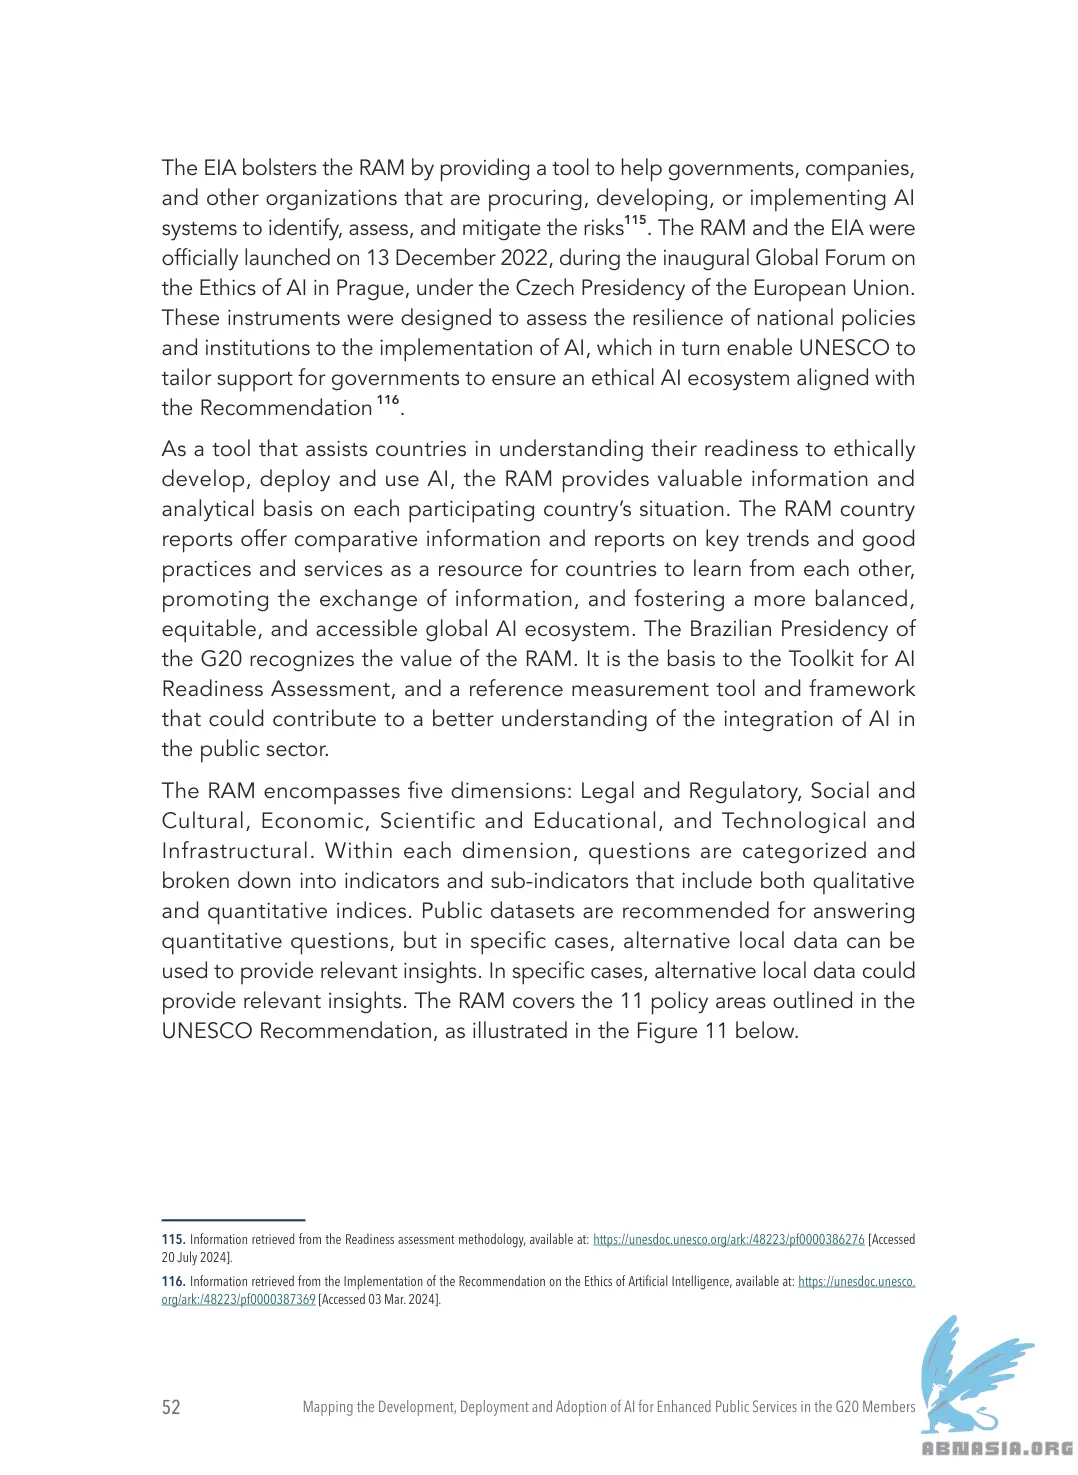 The EIA bolsters the RAM by providing a tool to help governments, companies,
and other organizations that are procuring, developing, or implementing AI
systems to identify, assess, and mitigate the risks115. The RAM and the EIA were
officially launched on 13 December 2022, during the inaugural Global Forum on
the Ethics of AI in Prague, under the Czech Presidency of the European Union.
These instruments were designed to assess the resilience of national policies
and institutions to the implementation of AI, which in turn enable UNESCO to
tailor support for governments to ensure an ethical AI ecosystem aligned with
the Recommendation 116.
As a tool that assists countries in understanding their readiness to ethically
develop, deploy and use AI, the RAM provides valuable information and
analytical basis on each participating country’s situation. The RAM country
reports offer comparative information and reports on key trends and good
practices and services as a resource for countries to learn from each other,
promoting the exchange of information, and fostering a more balanced,
equitable, and accessible global AI ecosystem. The Brazilian Presidency of
the G20 recognizes the value of the RAM. It is the basis to the Toolkit for AI
Readiness Assessment, and a reference measurement tool and framework
that could contribute to a better understanding of the integration of AI in
the public sector.
The RAM encompasses five dimensions: Legal and Regulatory, Social and
Cultural, Economic, Scientific and Educational, and Technological and
Infrastructural. Within each dimension, questions are categorized and
broken down into indicators and sub-indicators that include both qualitative
and quantitative indices. Public datasets are recommended for answering
quantitative questions, but in specific cases, alternative local data can be
used to provide relevant insights. In specific cases, alternative local data could
provide relevant insights. The RAM covers the 11 policy areas outlined in the
UNESCO Recommendation, as illustrated in the Figure 11 below.
115. Information retrieved from the Readiness assessment methodology, available at: https://unesdoc.unesco.org/ark:/48223/pf0000386276 [Accessed
20 July 2024].
116. Information retrieved from the Implementation of the Recommendation on the Ethics of Artificial Intelligence, available at: https://unesdoc.unesco.
org/ark:/48223/pf0000387369 [Accessed 03 Mar. 2024].
52 Mapping the Development, Deployment and Adoption of AI for Enhanced Public Services in the G20 Members
ABNASIA.ORG